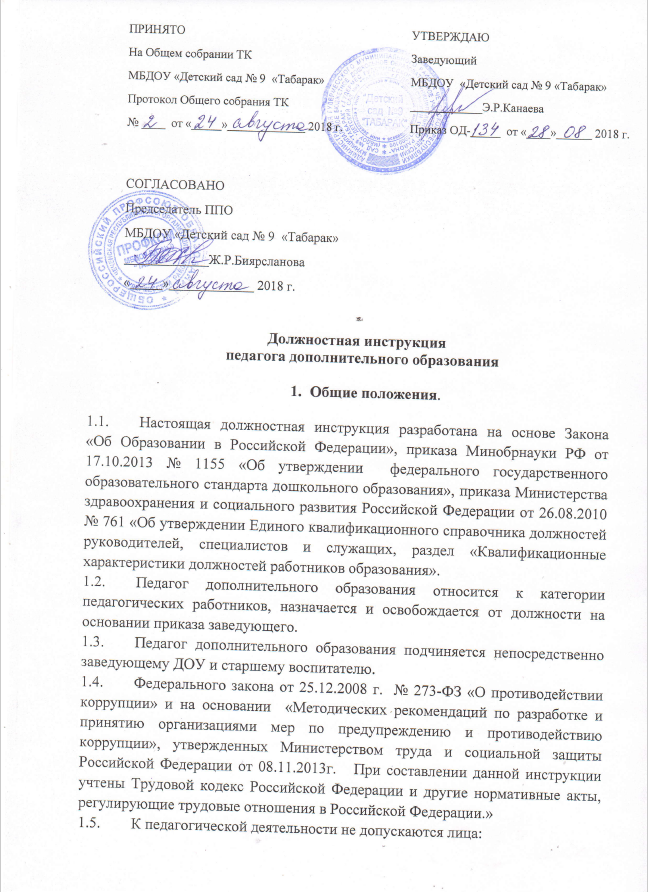 ПРИНЯТО
На Общем собрании ТК
МБДОУ «Детский сад № 9 «Табарак»
Протокол Общего собрания ТК
№ 2 от « 24 » августа 2018 г.
УТВЕРЖДАЮ
Заведующий
МБДОУ «Детский сад № 9 «Табарак»
Э.Р.Канаева
Приказ ОД- 134 от « 28 » 08 2018 г.
СОГЛАСОВАНО
Председатель ППО
МБДОУ «Детский сад № 9 «Табарак»
Ж.Р.Биярсланова
« 24 » августа 2018 г.
Должностная инструкция
педагога дополнительного образования
1. Общие положения.
1.1. Настоящая должностная инструкция разработана на основе Закона
«Об Образовании в Российской Федерации», приказа Минобрнауки РФ от
17.10.2013 № 1155 «Об утверждении федерального государственного
образовательного стандарта дошкольного образования», приказа Министерства
здравоохранения и социального развития Российской Федерации от 26.08.2010
№ 761 «Об утверждении Единого квалификационного справочника должностей
руководителей, специалистов и служащих, раздел «Квалификационные
характеристики должностей работников образования».
1.2. Педагог дополнительного образования относится к категории
педагогических работников, назначается и освобождается от должности на
основании приказа заведующего.
1.3. Педагог дополнительного образования подчиняется непосредственно
заведующему ДОУ и старшему воспитателю.
1.4. Федерального закона от 25.12.2008 г. № 273-ФЗ «О противодействии
коррупции» и на основании «Методических рекомендаций по разработке и
принятию организациями мер по предупреждению и противодействию
коррупции», утвержденных Министерством труда и социальной защиты
Российской Федерации от 08.11.2013г. При составлении данной инструкции
учтены Трудовой кодекс Российской Федерации и другие нормативные акты,
регулирующие трудовые отношения в Российской Федерации.»
1.5. К педагогической деятельности не допускаются лица: